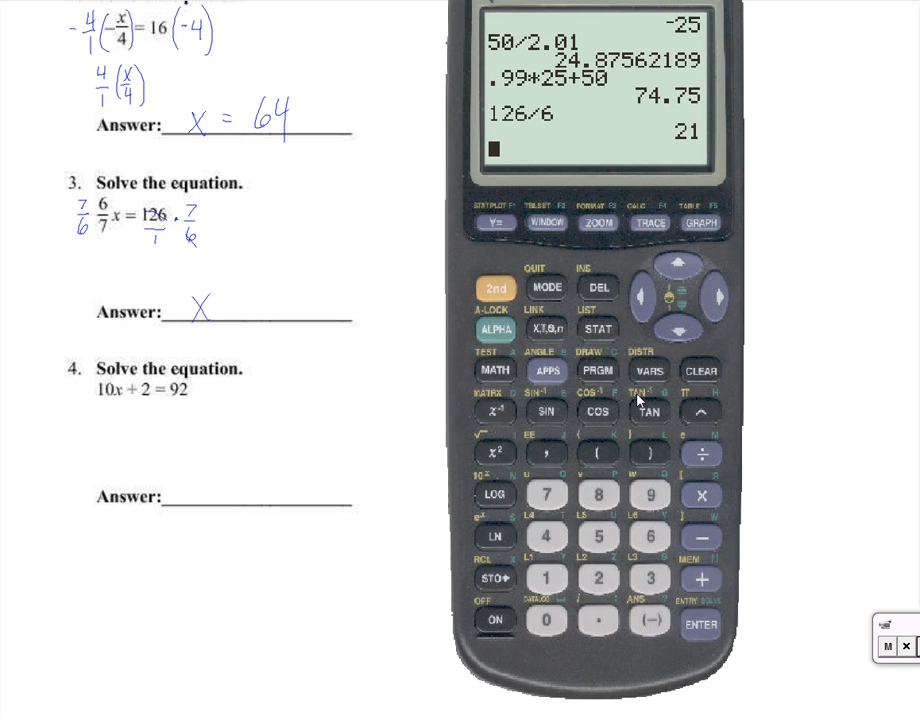 -4/1 (-x/4) = 16 (-4)
4/1 (x/4)
Answer: x = 64
3. Solve the equation.
7/6 6/7 x = 126/1 · 7/6
Answer: x
4. Solve the equation.
10x + 2 = 92
Answer:
-25
50/2.01
24.87562189
.99*25+50
74.75
126/6
21
STAT PLOT F1 TBLSET F2 FORMAT F3 CALC F4 TABLE F5
Y= WINDOW ZOOM TRACE GRAPH
QUIT INS
2nd MODE DEL
A-LOCK LINK LIST
ALPHA X,T,θ,n STAT
TEST A ANGLE B DRAW C DISTR
MATH APPS PRGM VARS CLEAR
MATRX D SIN⁻¹ E COS⁻¹ F TAN⁻¹ G π H
x⁻¹ SIN COS TAN ^
√ I EE J { K } L e M
x² , ( ) ÷
10ˣ N u O v P w Q [ R
LOG 7 8 9 ×
eˣ S L4 T L5 U L6 V ] W
LN 4 5 6 −
RCL X L1 Y L2 Z L3 θ MEM "
STO➔ 1 2 3 +
OFF CATALOG i : ANS ? ENTRY SOLVE
ON 0 . (−) ENTER
M ×